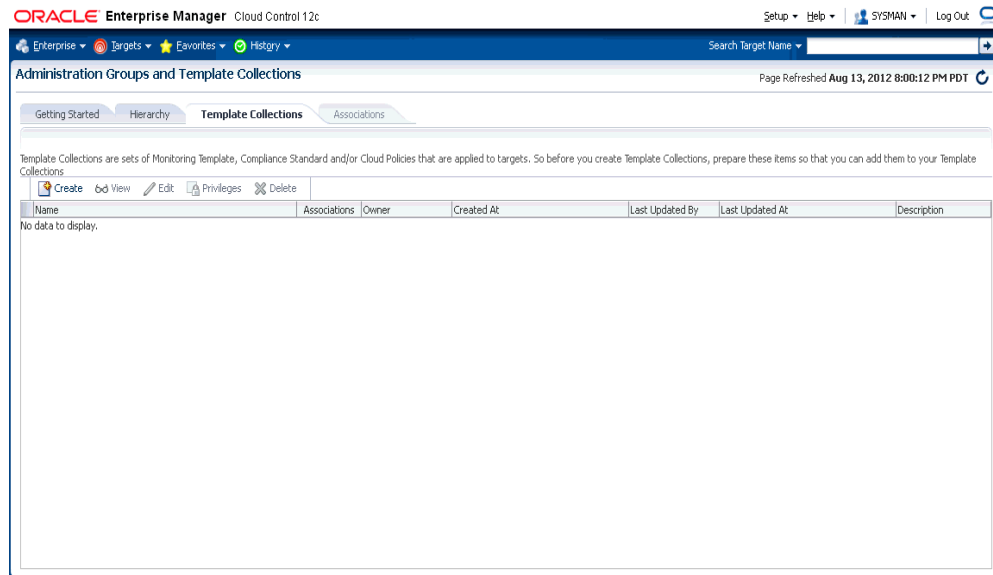 ORACLE Enterprise Manager Cloud Control 12c
Setup Help SYSMAN Log Out
Enterprise Targets Favorites History Search Target Name
Administration Groups and Template Collections
Page Refreshed Aug 13, 2012 8:00:12 PM PDT
Getting Started Hierarchy Template Collections Associations
Template Collections are sets of Monitoring Template, Compliance Standard and/or Cloud Policies that are applied to targets. So before you create Template Collections, prepare these items so that you can add them to your Template
Collections
Create View Edit Privileges Delete
Name Associations Owner Created At Last Updated By Last Updated At Description
No data to display.